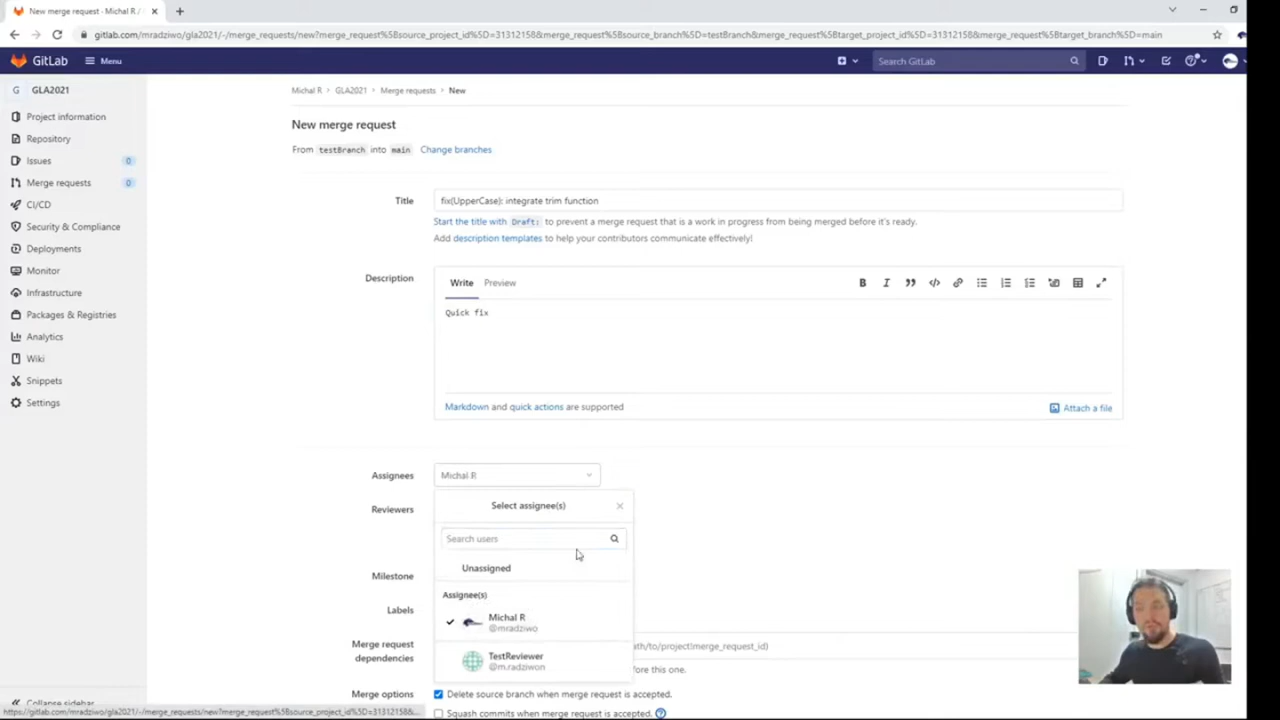 New merge request · Michal R /
gitlab.com/mradziwo/gla2021/-/merge_requests/new?merge_request%5Bsource_project_id%5D=31312158&merge_request%5Bsource_branch%5D=testBranch&merge_request%5Btarget_project_id%5D=31312158&merge_request%5Btarget_branch%5D=main
GitLab Menu Search GitLab
G GLA2021
Project information
Repository
Issues 0
Merge requests 0
CI/CD
Security & Compliance
Deployments
Monitor
Infrastructure
Packages & Registries
Analytics
Wiki
Snippets
Settings
Collapse sidebar
Michal R > GLA2021 > Merge requests > New
New merge request
From testBranch into main Change branches
Title fix(UpperCase): integrate trim function
Start the title with Draft: to prevent a merge request that is a work in progress from being merged before it's ready.
Add description templates to help your contributors communicate effectively!
Description Write Preview
Quick fix
Markdown and quick actions are supported Attach a file
Assignees Michal R
Reviewers
Select assignee(s)
Search users
Unassigned
Assignee(s)
Michal R
@mradziwo
TestReviewer
@m.radziwon
Milestone
Labels
Merge request
dependencies
ath/to/project!merge_request_id)
fore this one.
Merge options Delete source branch when merge request is accepted.
Squash commits when merge request is accepted.
https://gitlab.com/mradziwo/gla2021/-/merge_requests/new?merge_request%5Bsource_project_id%5D=31312158&...